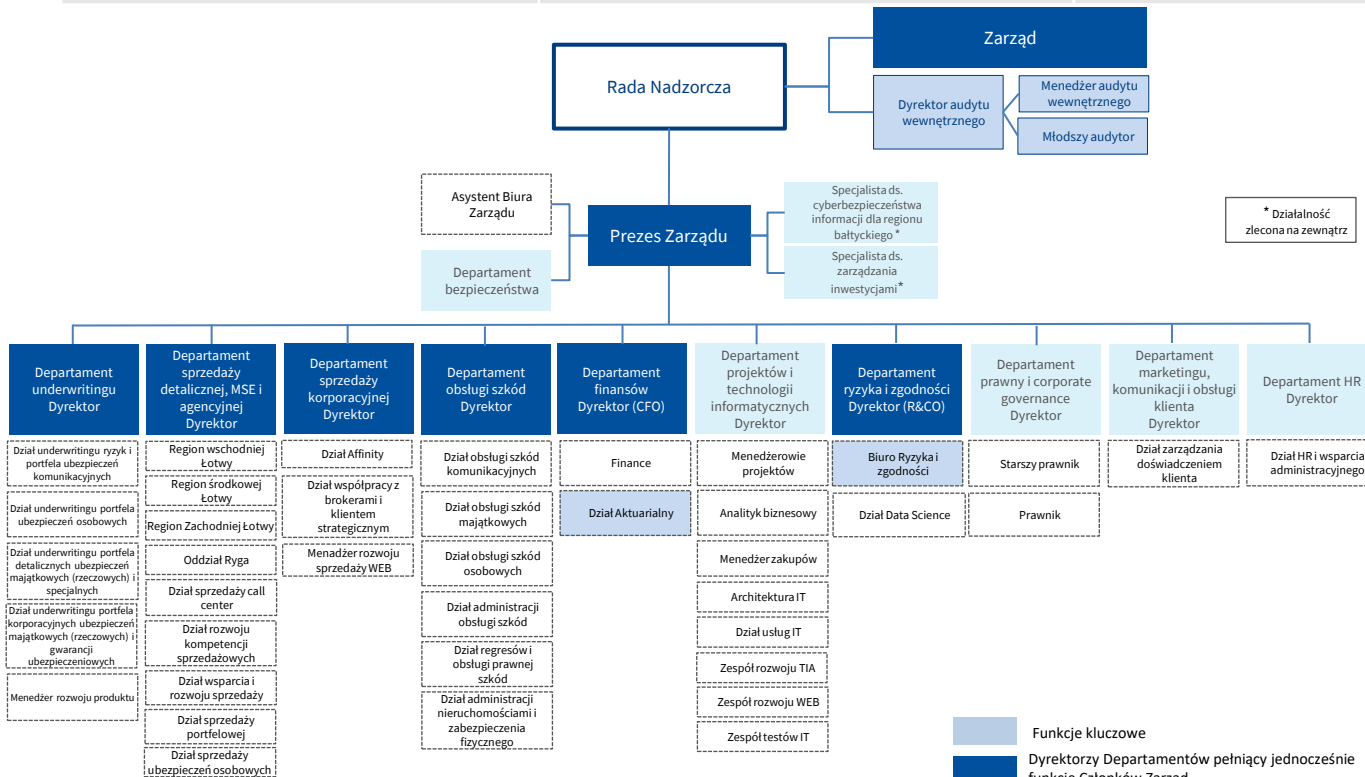 Zarząd
Rada Nadzorcza
Dyrektor audytu
wewnętrznego
Menedżer audytu
wewnętrznego
Młodszy audytor
Asystent Biura
Zarządu
Prezes Zarządu
Departament
bezpieczeństwa
Specjalista ds.
cyberbezpieczeństwa
informacji dla regionu
bałtyckiego *
Specjalista ds.
zarządzania
inwestycjami*
* Działalność
zlecona na zewnątrz
Departament
underwritingu
Dyrektor
Dział underwritingu ryzyk i
portfela ubezpieczeń
komunikacyjnych
Dział underwritingu portfela
ubezpieczeń osobowych
Dział underwritingu portfela
detalicznych ubezpieczeń
majątkowych (rzeczowych) i
specjalnych
Dział underwritingu portfela
korporacyjnych ubezpieczeń
majątkowych (rzeczowych) i
gwarancji
ubezpieczeniowych
Menedżer rozwoju produktu
Departament
sprzedaży
detalicznej, MSE i
agencyjnej
Dyrektor
Region wschodniej
Łotwy
Region środkowej
Łotwy
Region Zachodniej Łotwy
Oddział Ryga
Dział sprzedaży call
center
Dział rozwoju
kompetencji
sprzedażowych
Dział wsparcia i
rozwoju sprzedaży
Dział sprzedaży
portfelowej
Dział sprzedaży
ubezpieczeń osobowych
Departament
sprzedaży
korporacyjnej
Dyrektor
Dział Affinity
Dział współpracy z
brokerami i
klientem
strategicznym
Menadżer rozwoju
sprzedaży WEB
Departament
obsługi szkód
Dyrektor
Dział obsługi szkód
komunikacyjnych
Dział obsługi szkód
majątkowych
Dział obsługi szkód
osobowych
Dział administracji
obsługi szkód
Dział regresów i
obsługi prawnej
szkód
Dział administracji
nieruchomościami i
zabezpieczenia
fizycznego
Departament
finansów
Dyrektor (CFO)
Finance
Dział Aktuarialny
Departament
projektów i
technologii
informatycznych
Dyrektor
Menedżerowie
projektów
Analityk biznesowy
Menedżer zakupów
Architektura IT
Dział usług IT
Zespół rozwoju TIA
Zespół rozwoju WEB
Zespół testów IT
Departament
ryzyka i zgodności
Dyrektor (R&CO)
Biuro Ryzyka i
zgodności
Dział Data Science
Departament
prawny i corporate
governance
Dyrektor
Starszy prawnik
Prawnik
Departament
marketingu,
komunikacji i obsługi
klienta
Dyrektor
Dział zarządzania
doświadczeniem
klienta
Departament HR
Dyrektor
Dział HR i wsparcia
administracyjnego
Funkcje kluczowe
Dyrektorzy Departamentów pełniący jednocześnie
funkcje Członków Zarząd